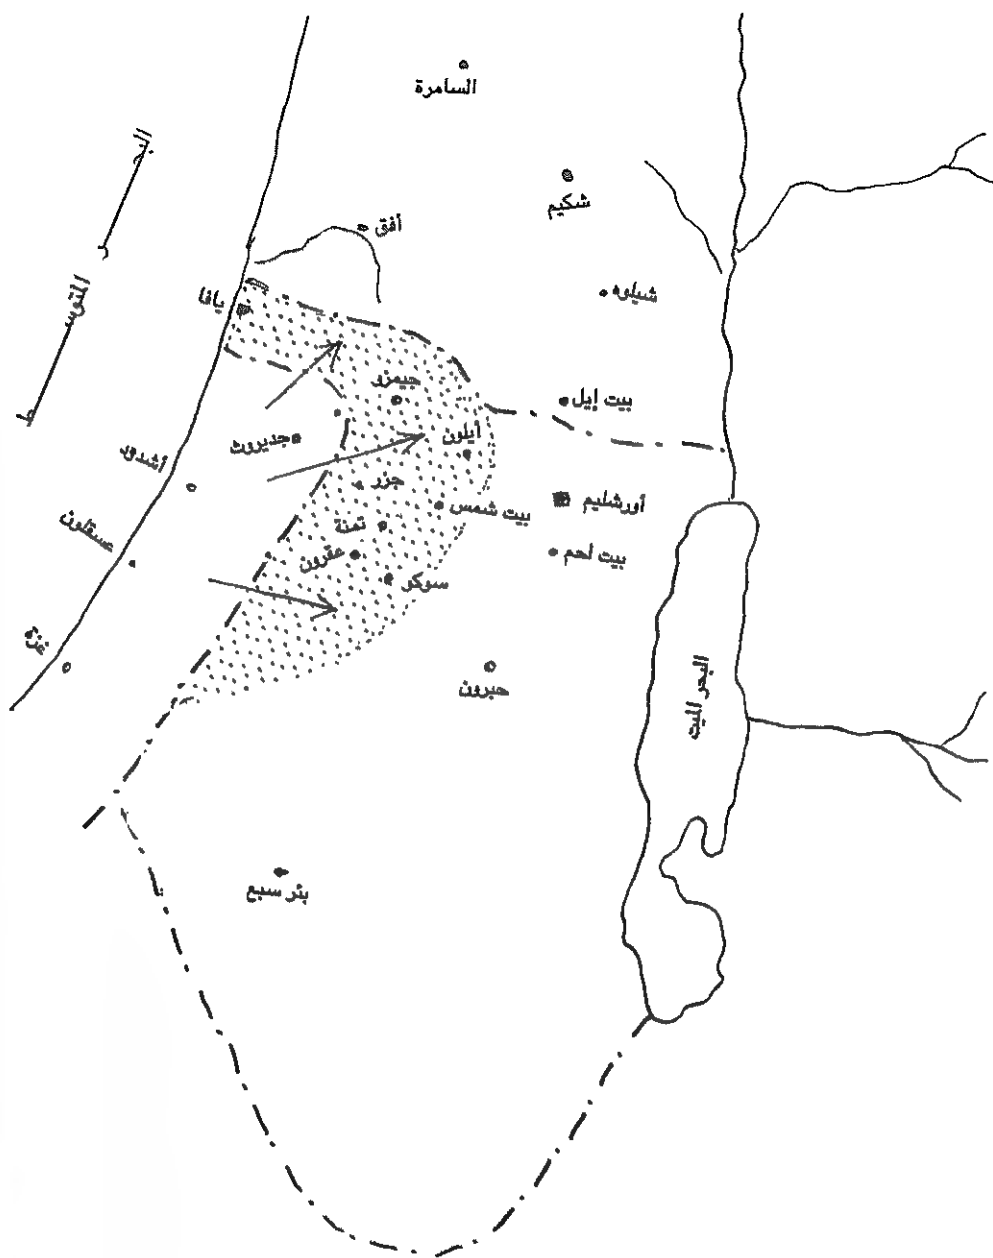 السامرة
شكيم
أفق
شيلوه
يافا
جيمزو
بيت إيل
أيلون
جديروث
أشدود
جزر
أورشليم
بيت شمس
عسقلون
تمنة
عقرون
بيت لحم
سوكو
غزة
حبرون
البحر الميت
بئر سبع
البحر المتوسط